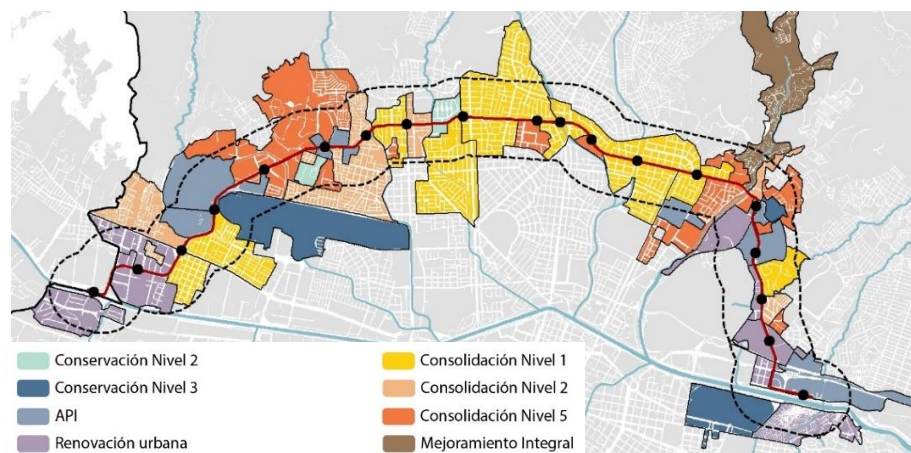 Conservación Nivel 2
Conservación Nivel 3
API
Renovación urbana
Consolidación Nivel 1
Consolidación Nivel 2
Consolidación Nivel 5
Mejoramiento Integral